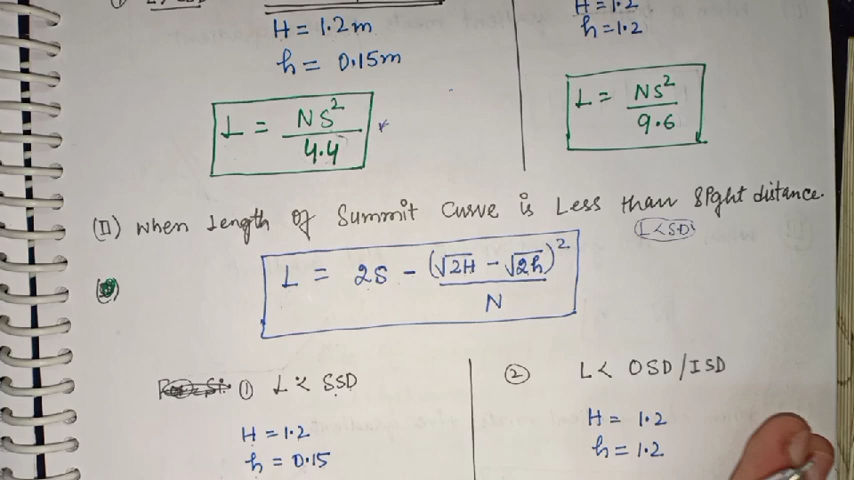 H = 1.2m
h = 0.15m
L = NS²/4.4
H = 1.2
h = 1.2
L = NS²/9.6
(II) When Length Of Summit Curve is Less than Sight distance.
L<SD
L = 2S - (√2H - √2h)²/N
① L < SSD
H = 1.2
h = 0.15
② L < OSD/ISD
H = 1.2
h = 1.2